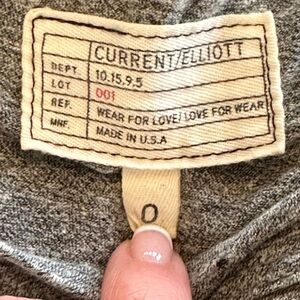 CURRENT/ELLIOTT
DEPT. 10.15.9.5
LOT 001
REF. WEAR FOR LOVE/LOVE FOR WEAR
MNF. MADE IN U.S.A
0